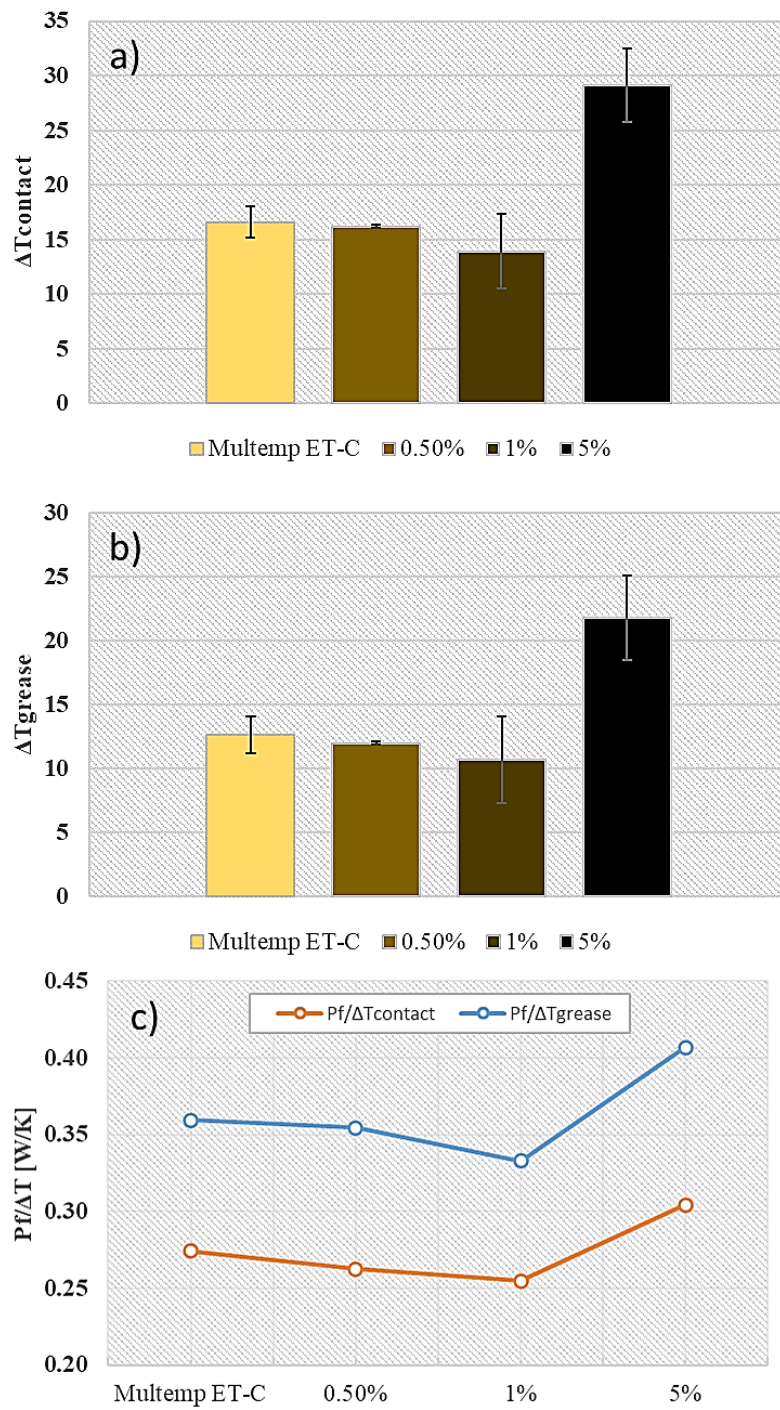 35
a)
30
25
20
15
10
5
0
ΔTcontact
Multemp ET-C 0.50% 1% 5%
30
b)
25
20
15
10
5
0
ΔTgrease
Multemp ET-C 0.50% 1% 5%
0.45
c)
Pf/ΔTcontact Pf/ΔTgrease
0.40
0.35
0.30
0.25
0.20
Pf/ΔT [W/K]
Multemp ET-C 0.50% 1% 5%